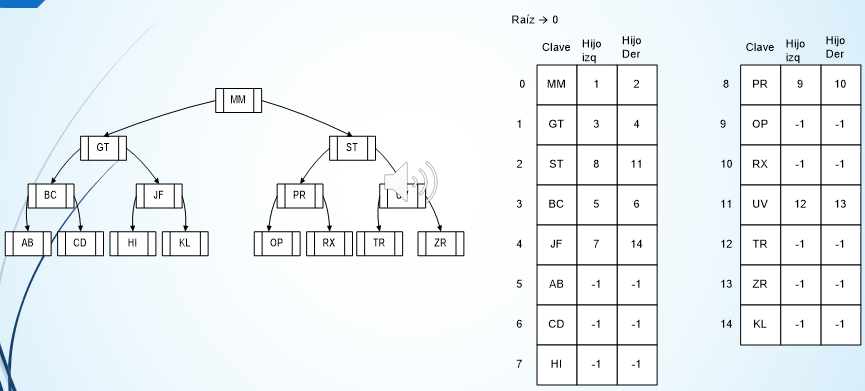 Raíz → 0
MM
GT ST
BC JF PR
AB CD HI KL OP RX TR ZR
Clave Hijo izq Hijo Der
0 MM 1 2
1 GT 3 4
2 ST 8 11
3 BC 5 6
4 JF 7 14
5 AB -1 -1
6 CD -1 -1
7 HI -1 -1
Clave Hijo izq Hijo Der
8 PR 9 10
9 OP -1 -1
10 RX -1 -1
11 UV 12 13
12 TR -1 -1
13 ZR -1 -1
14 KL -1 -1